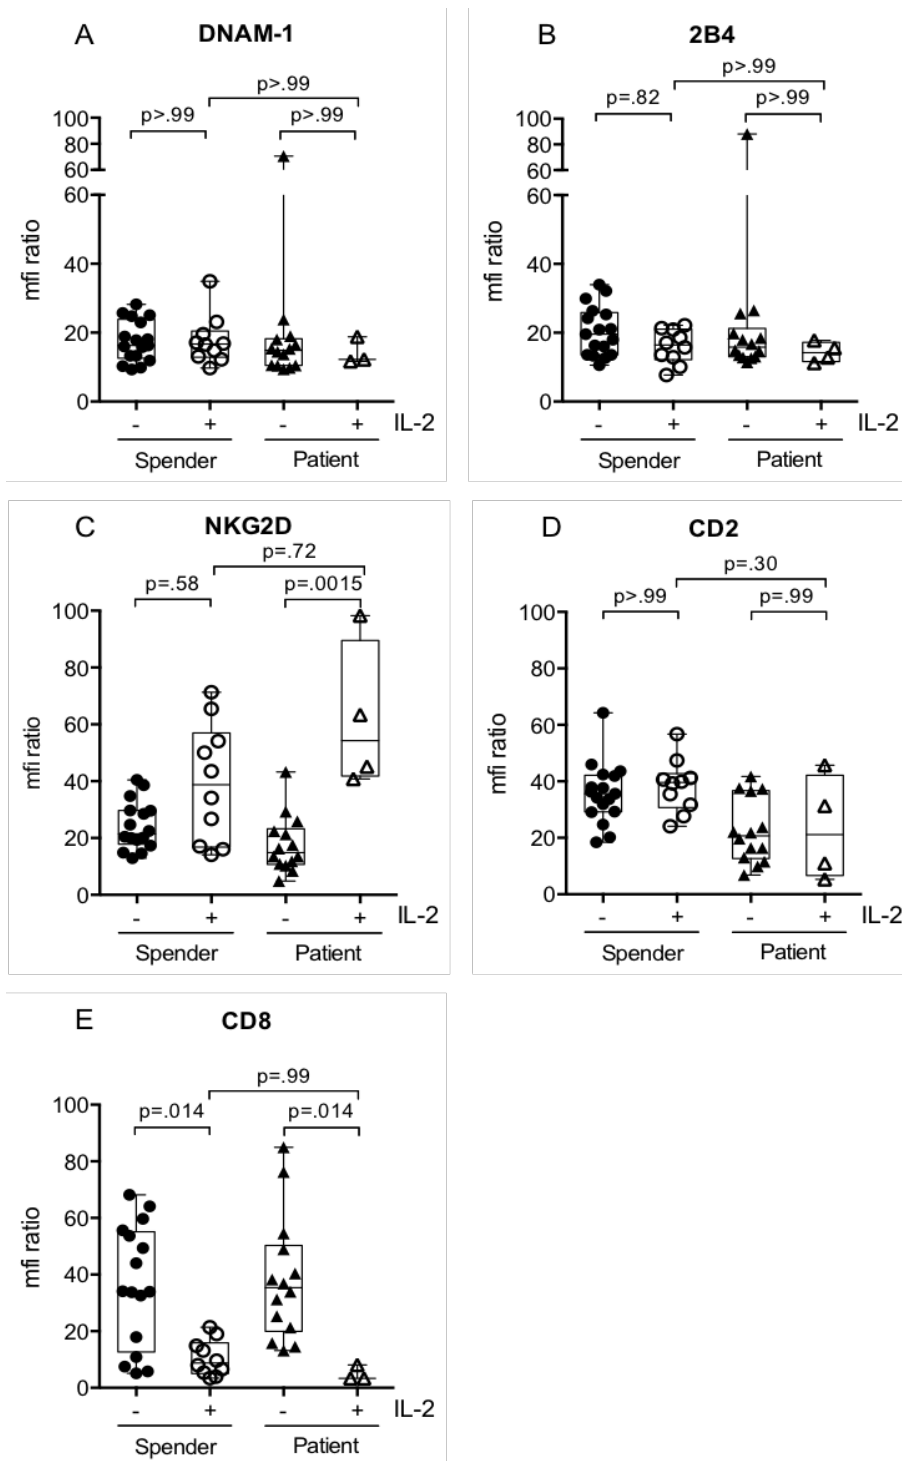 A DNAM-1
p>.99
p>.99 p>.99
100
80
60
60
40
20
0
mfi ratio
- + - + IL-2
Spender Patient
B 2B4
p>.99
p=.82 p>.99
100
80
60
60
40
20
0
mfi ratio
- + - + IL-2
Spender Patient
C NKG2D
p=.72
p=.58 p=.0015
100
80
60
40
20
0
mfi ratio
- + - + IL-2
Spender Patient
D CD2
p=.30
p>.99 p=.99
100
80
60
40
20
0
mfi ratio
- + - + IL-2
Spender Patient
E CD8
p=.99
p=.014 p=.014
100
80
60
40
20
0
mfi ratio
- + - + IL-2
Spender Patient